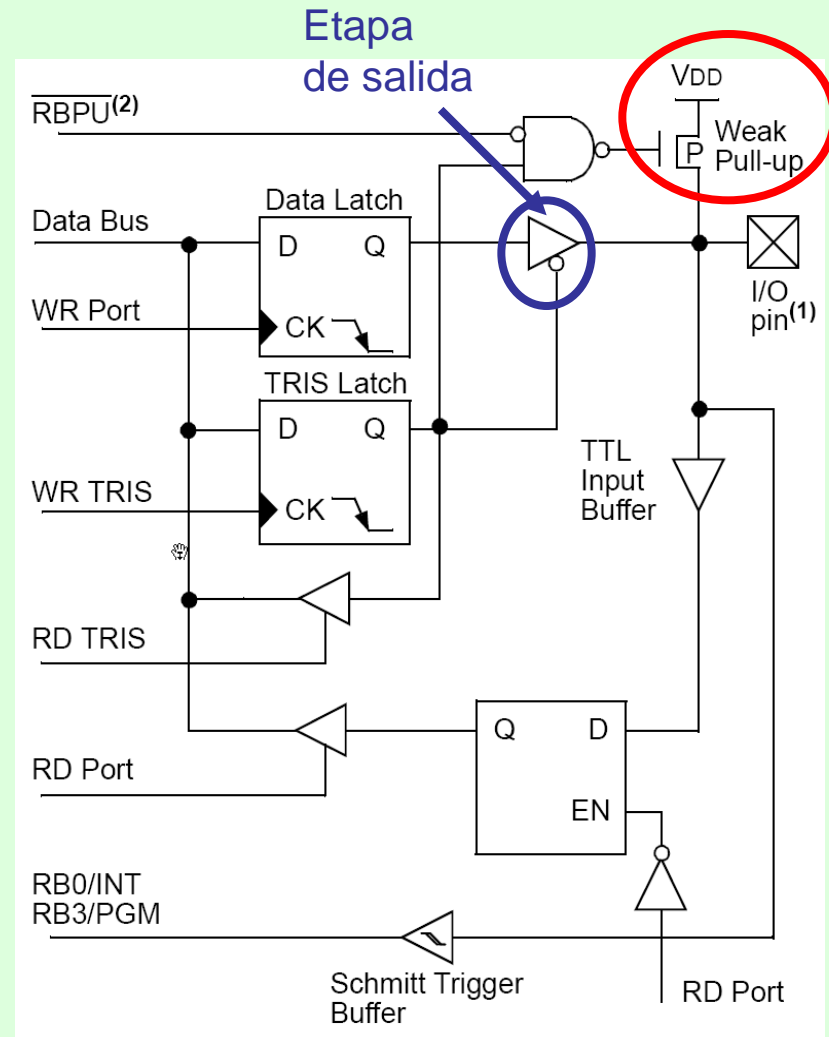 Etapa
de salida
VDD
RBPU(2)
Weak
Pull-up
P
Data Bus
Data Latch
D Q
I/O
pin(1)
WR Port
CK
TRIS Latch
D Q
TTL
Input
Buffer
WR TRIS
CK
RD TRIS
Q D
RD Port
EN
RB0/INT
RB3/PGM
Schmitt Trigger
Buffer
RD Port